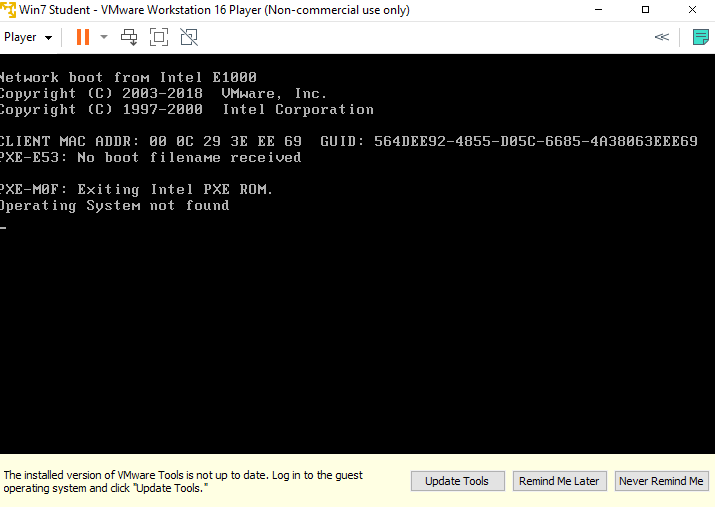 Win7 Student - VMware Workstation 16 Player (Non-commercial use only)
Player
Network boot from Intel E1000
Copyright (C) 2003-2018  VMware, Inc.
Copyright (C) 1997-2000  Intel Corporation
CLIENT MAC ADDR: 00 0C 29 3E EE 69  GUID: 564DEE92-4855-D05C-6685-4A38063EEE69
PXE-E53: No boot filename received
PXE-M0F: Exiting Intel PXE ROM.
Operating System not found
The installed version of VMware Tools is not up to date. Log in to the guest
operating system and click "Update Tools."
Update Tools
Remind Me Later
Never Remind Me